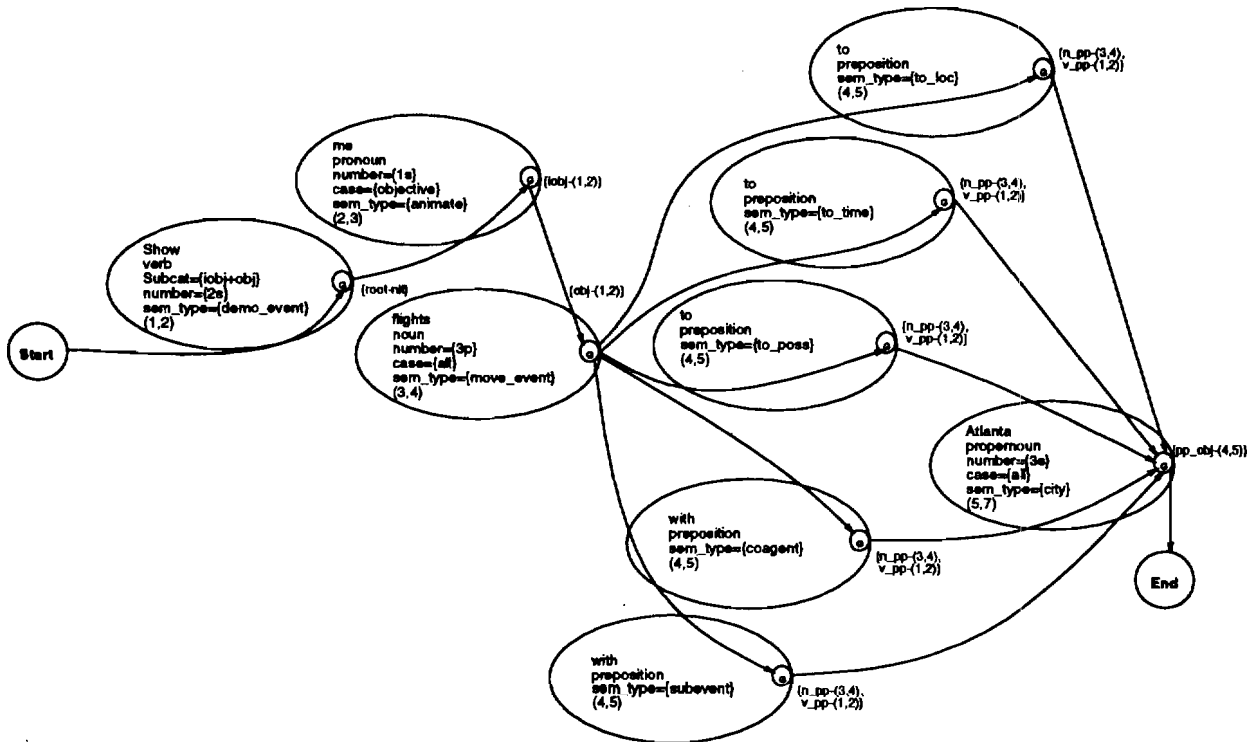 Start
Show
verb
Subcat={iobj+obj}
number={2s}
sem_type={demo_event}
(1,2)
{root-nil}
me
pronoun
number={1s}
case={objective}
sem_type={animate}
(2,3)
{iobj-(1,2)}
flights
noun
number={3p}
case={all}
sem_type={move_event}
(3,4)
{obj-(1,2)}
to
preposition
sem_type={to_loc}
(4,5)
{n_pp-(3,4),
v_pp-(1,2)}
to
preposition
sem_type={to_time}
(4,5)
{n_pp-(3,4),
v_pp-(1,2)}
to
preposition
sem_type={to_poss}
(4,5)
{n_pp-(3,4),
v_pp-(1,2)}
with
preposition
sem_type={coagent}
(4,5)
{n_pp-(3,4),
v_pp-(1,2)}
with
preposition
sem_type={subevent}
(4,5)
{n_pp-(3,4),
v_pp-(1,2)}
Atlanta
propernoun
number={3s}
case={all}
sem_type={city}
(5,7)
{pp_obj-(4,5)}
End